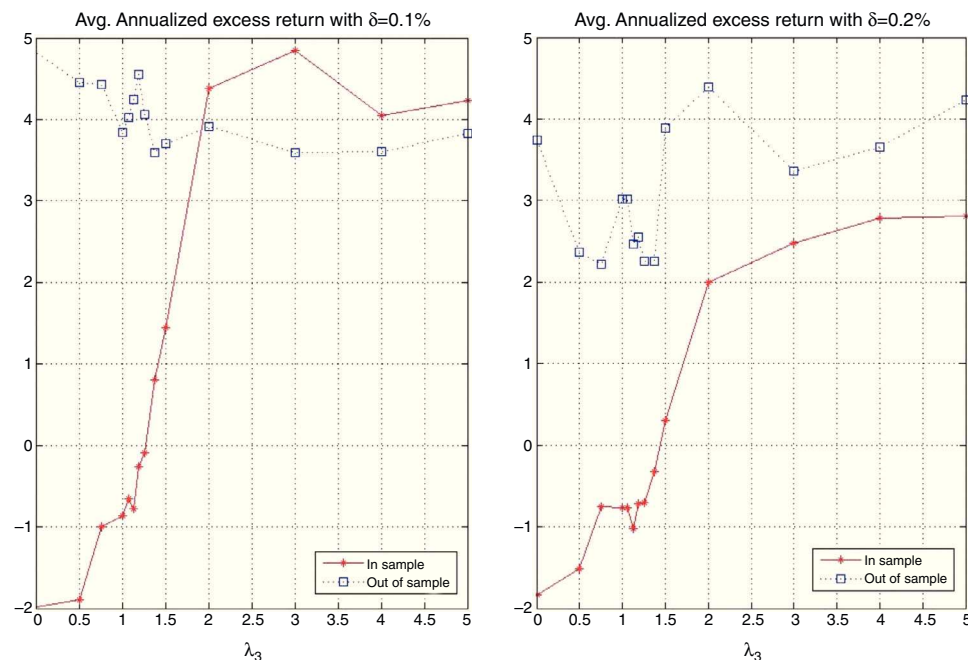 Avg. Annualized excess return with δ=0.1%
5
4
3
2
1
0
−1
−2
0 0.5 1 1.5 2 2.5 3 3.5 4 4.5 5
λ3
In sample
Out of sample
Avg. Annualized excess return with δ=0.2%
5
4
3
2
1
0
−1
−2
0 0.5 1 1.5 2 2.5 3 3.5 4 4.5 5
λ3
In sample
Out of sample